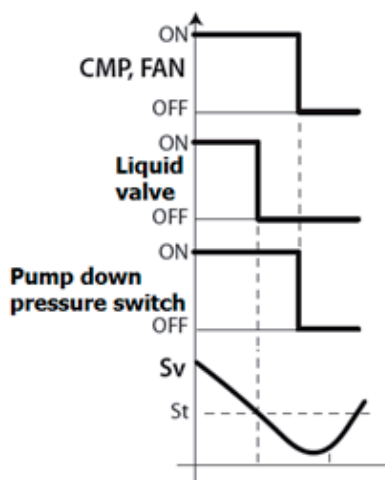 ON
CMP, FAN
OFF
ON
Liquid
valve
OFF
ON
Pump down
pressure switch
OFF
Sv
St